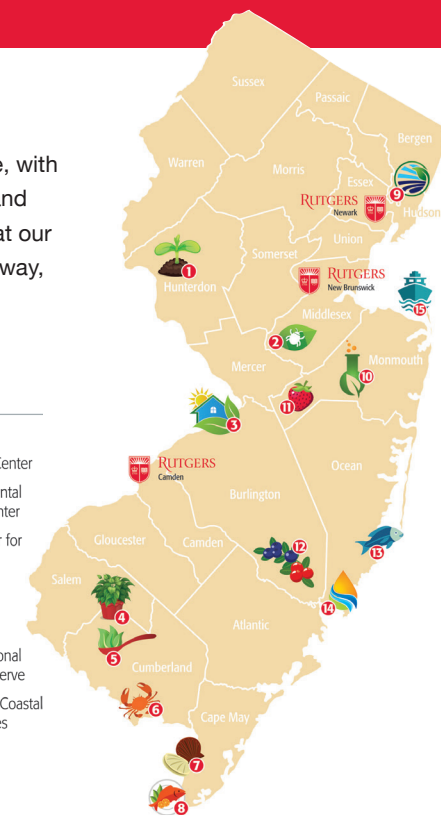 e, with
and
at our
way,
Center
ental
nter
r for
onal
erve
Coastal
es
Sussex
Passaic
Bergen
Warren
Morris
Essex
9
RUTGERS
Newark
Hudson
Union
1
Hunterdon
Somerset
RUTGERS
New Brunswick
15
Middlesex
2
Mercer
Monmouth
10
11
3
Ocean
RUTGERS
Camden
Burlington
Gloucester
Camden
12
13
Salem
14
4
Atlantic
5
Cumberland
6
Cape May
7
8